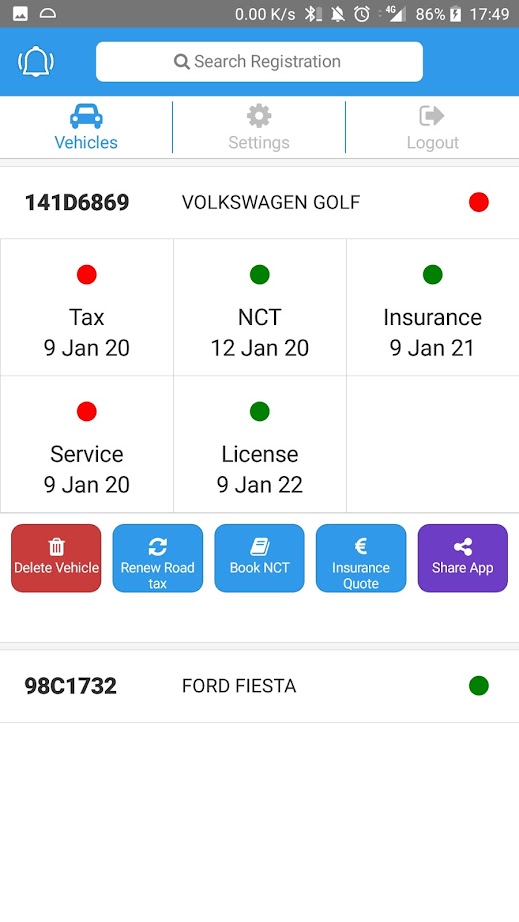 0.00 K/s 4G 86% 17:49
Search Registration
Vehicles Settings Logout
141D6869 VOLKSWAGEN GOLF
Tax NCT Insurance
9 Jan 20 12 Jan 20 9 Jan 21
Service License
9 Jan 20 9 Jan 22
Delete Vehicle Renew Road Book NCT Insurance Share App
tax Quote
98C1732 FORD FIESTA